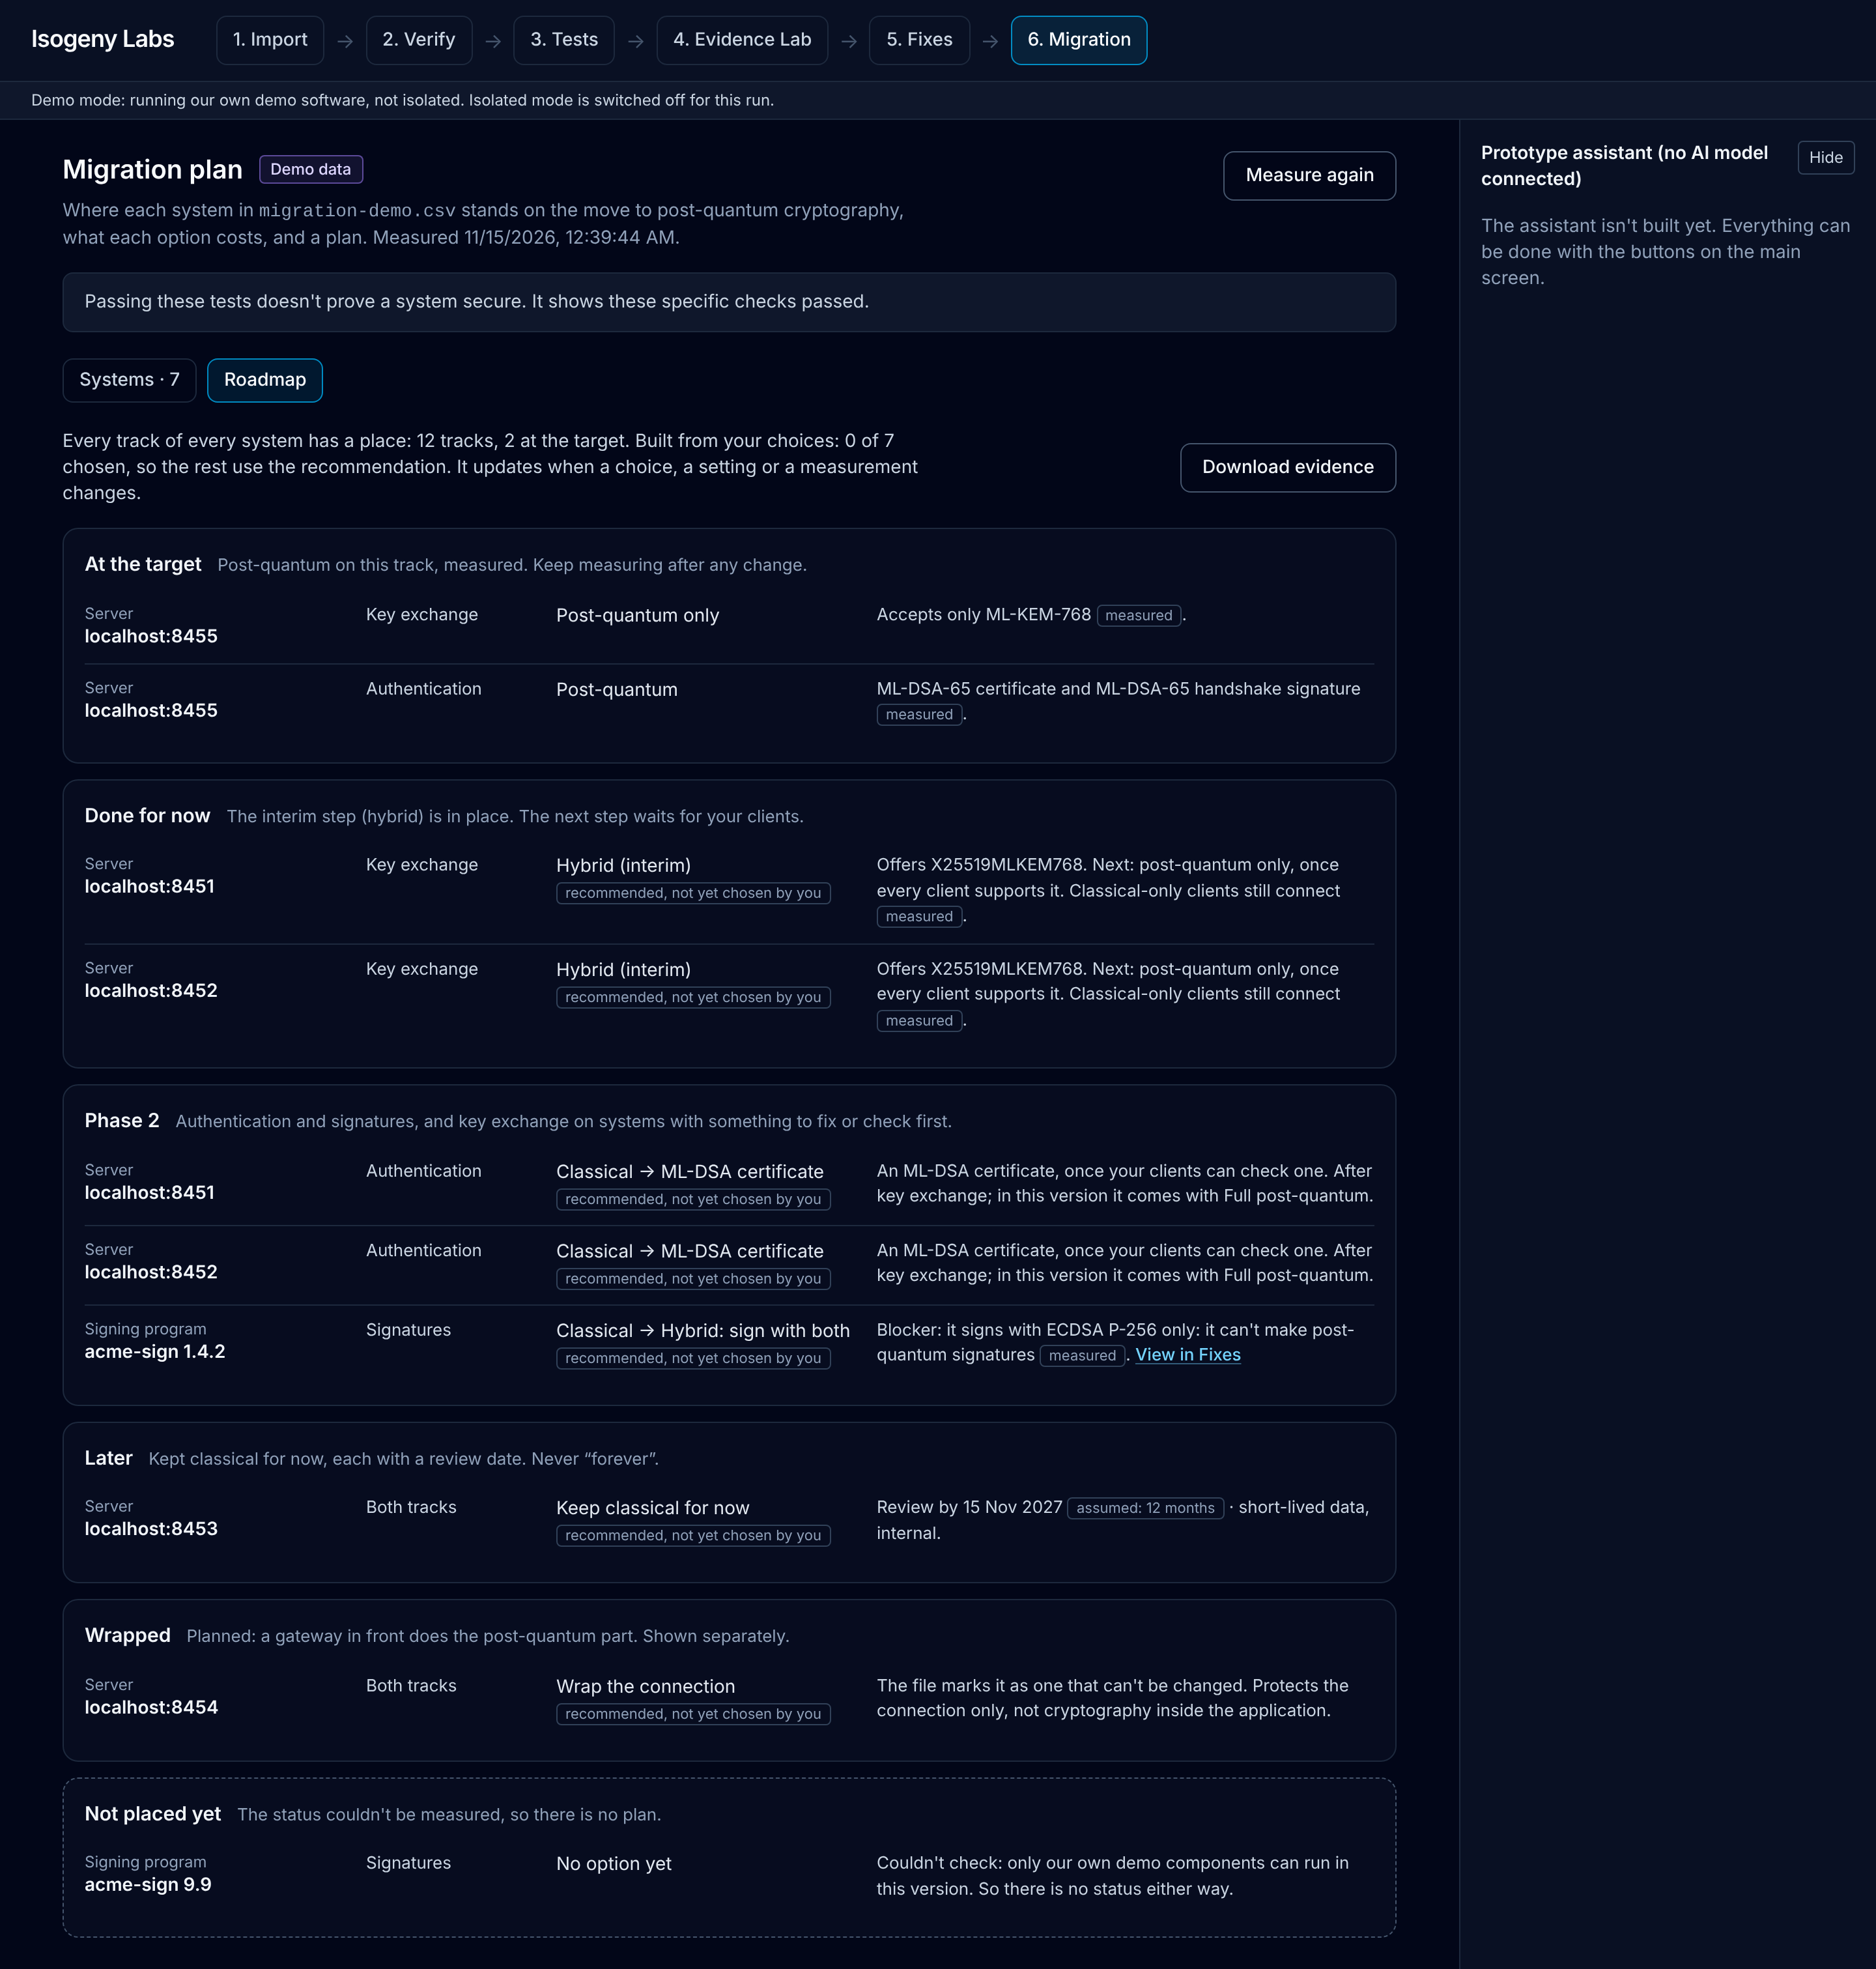 Isogeny Labs
1. Import → 2. Verify → 3. Tests → 4. Evidence Lab → 5. Fixes → 6. Migration
Demo mode: running our own demo software, not isolated. Isolated mode is switched off for this run.
Migration plan Demo data
Measure again
Where each system in migration-demo.csv stands on the move to post-quantum cryptography,
what each option costs, and a plan. Measured 11/15/2026, 12:39:44 AM.
Passing these tests doesn't prove a system secure. It shows these specific checks passed.
Systems · 7 Roadmap
Every track of every system has a place: 12 tracks, 2 at the target. Built from your choices: 0 of 7
chosen, so the rest use the recommendation. It updates when a choice, a setting or a measurement
changes.
Download evidence
At the target Post-quantum on this track, measured. Keep measuring after any change.
Server
localhost:8455
Key exchange
Post-quantum only
Accepts only ML-KEM-768 measured.
Server
localhost:8455
Authentication
Post-quantum
ML-DSA-65 certificate and ML-DSA-65 handshake signature
measured.
Done for now The interim step (hybrid) is in place. The next step waits for your clients.
Server
localhost:8451
Key exchange
Hybrid (interim)
recommended, not yet chosen by you
Offers X25519MLKEM768. Next: post-quantum only, once
every client supports it. Classical-only clients still connect
measured.
Server
localhost:8452
Key exchange
Hybrid (interim)
recommended, not yet chosen by you
Offers X25519MLKEM768. Next: post-quantum only, once
every client supports it. Classical-only clients still connect
measured.
Phase 2 Authentication and signatures, and key exchange on systems with something to fix or check first.
Server
localhost:8451
Authentication
Classical → ML-DSA certificate
recommended, not yet chosen by you
An ML-DSA certificate, once your clients can check one. After
key exchange; in this version it comes with Full post-quantum.
Server
localhost:8452
Authentication
Classical → ML-DSA certificate
recommended, not yet chosen by you
An ML-DSA certificate, once your clients can check one. After
key exchange; in this version it comes with Full post-quantum.
Signing program
acme-sign 1.4.2
Signatures
Classical → Hybrid: sign with both
recommended, not yet chosen by you
Blocker: it signs with ECDSA P-256 only: it can't make post-
quantum signatures measured. View in Fixes
Later Kept classical for now, each with a review date. Never “forever”.
Server
localhost:8453
Both tracks
Keep classical for now
recommended, not yet chosen by you
Review by 15 Nov 2027 assumed: 12 months · short-lived data,
internal.
Wrapped Planned: a gateway in front does the post-quantum part. Shown separately.
Server
localhost:8454
Both tracks
Wrap the connection
recommended, not yet chosen by you
The file marks it as one that can't be changed. Protects the
connection only, not cryptography inside the application.
Not placed yet The status couldn't be measured, so there is no plan.
Signing program
acme-sign 9.9
Signatures
No option yet
Couldn't check: only our own demo components can run in
this version. So there is no status either way.
Prototype assistant (no AI model
connected)
Hide
The assistant isn't built yet. Everything can
be done with the buttons on the main
screen.